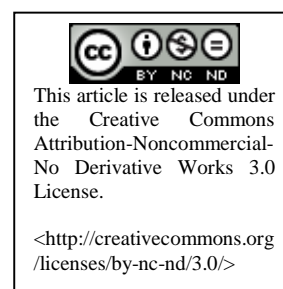 cc
BY NC ND
This article is released under
the Creative Commons
Attribution-Noncommercial-
No Derivative Works 3.0
License.
<http://creativecommons.org
/licenses/by-nc-nd/3.0/>